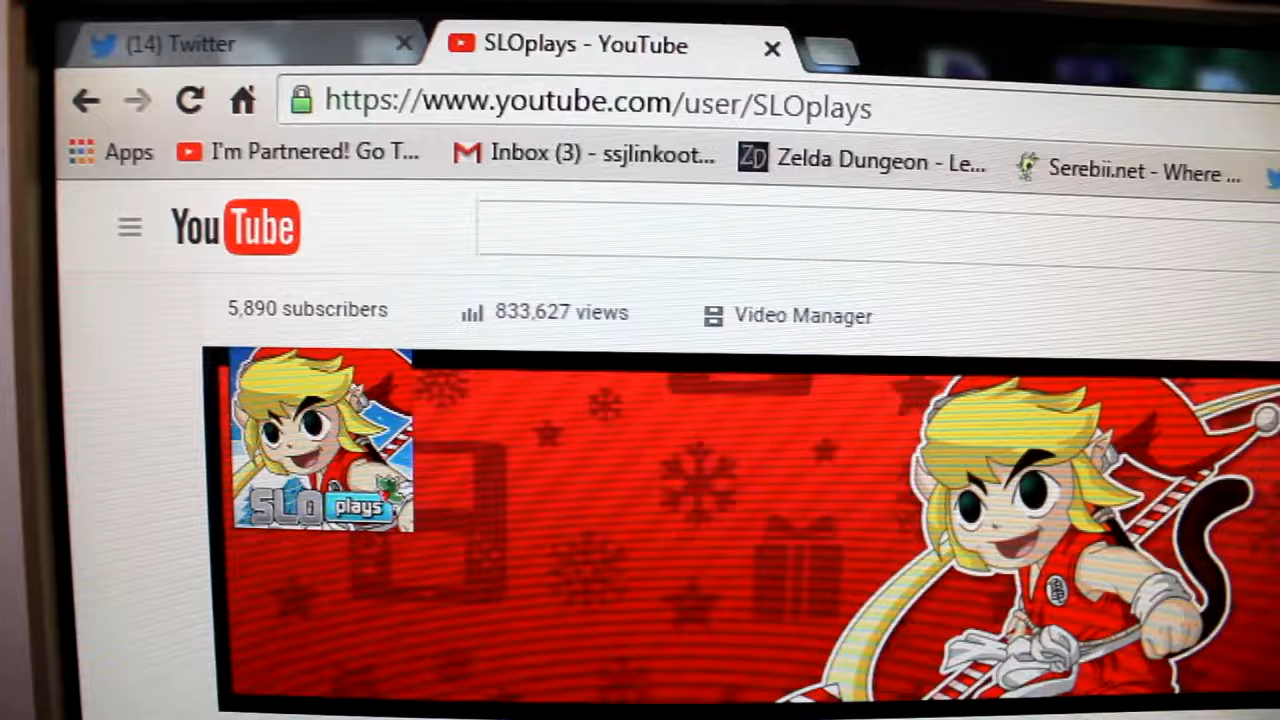 (14) Twitter
SLOplays - YouTube
https://www.youtube.com/user/SLOplays
Apps
I'm Partnered! Go T...
Inbox (3) - ssjlinkoot...
ZD
Zelda Dungeon - Le...
Serebii.net - Where ...
YouTube
5,890 subscribers
833,627 views
Video Manager
SLO plays